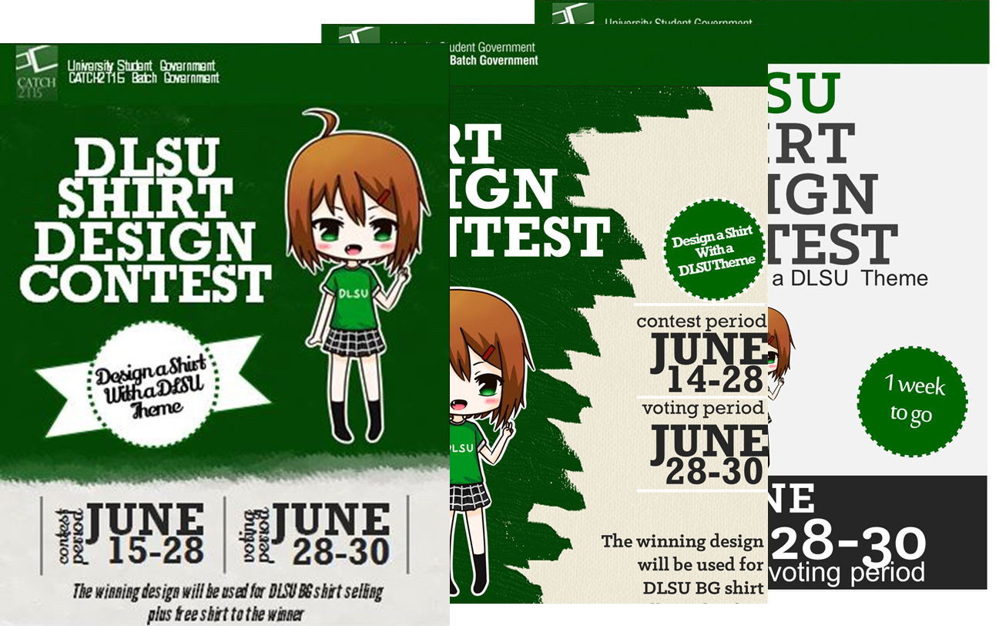 CATCH
2T15
University Student Government
CATCH2T15 Batch Government
DLSU
SHIRT
DESIGN
CONTEST
DLSU
Design a Shirt
With a DLSU
Theme
contest
period
JUNE
15-28
voting
period
JUNE
28-30
The winning design will be used for DLSU BG shirt selling
plus free shirt to the winner
Student Government
Batch Government
RT
IGN
NTEST
DLSU
Design a Shirt
With a
DLSU Theme
contest period
JUNE
14-28
voting period
JUNE
28-30
The winning design
will be used for
DLSU BG shirt
University Student Government
SU
IRT
IGN
TEST
a DLSU Theme
1 week
to go
NE
28-30
voting period